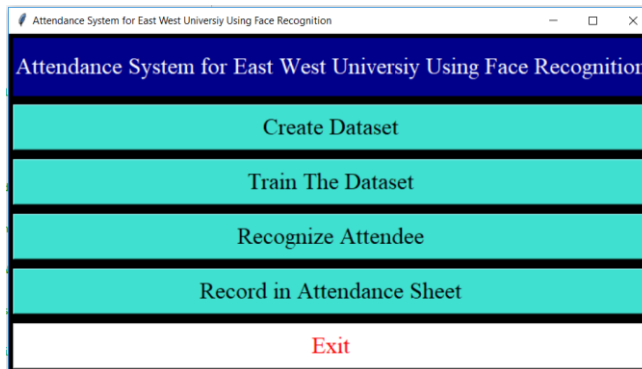 Attendance System for East West Universiy Using Face Recognition
Attendance System for East West Universiy Using Face Recognition
Create Dataset
Train The Dataset
Recognize Attendee
Record in Attendance Sheet
Exit